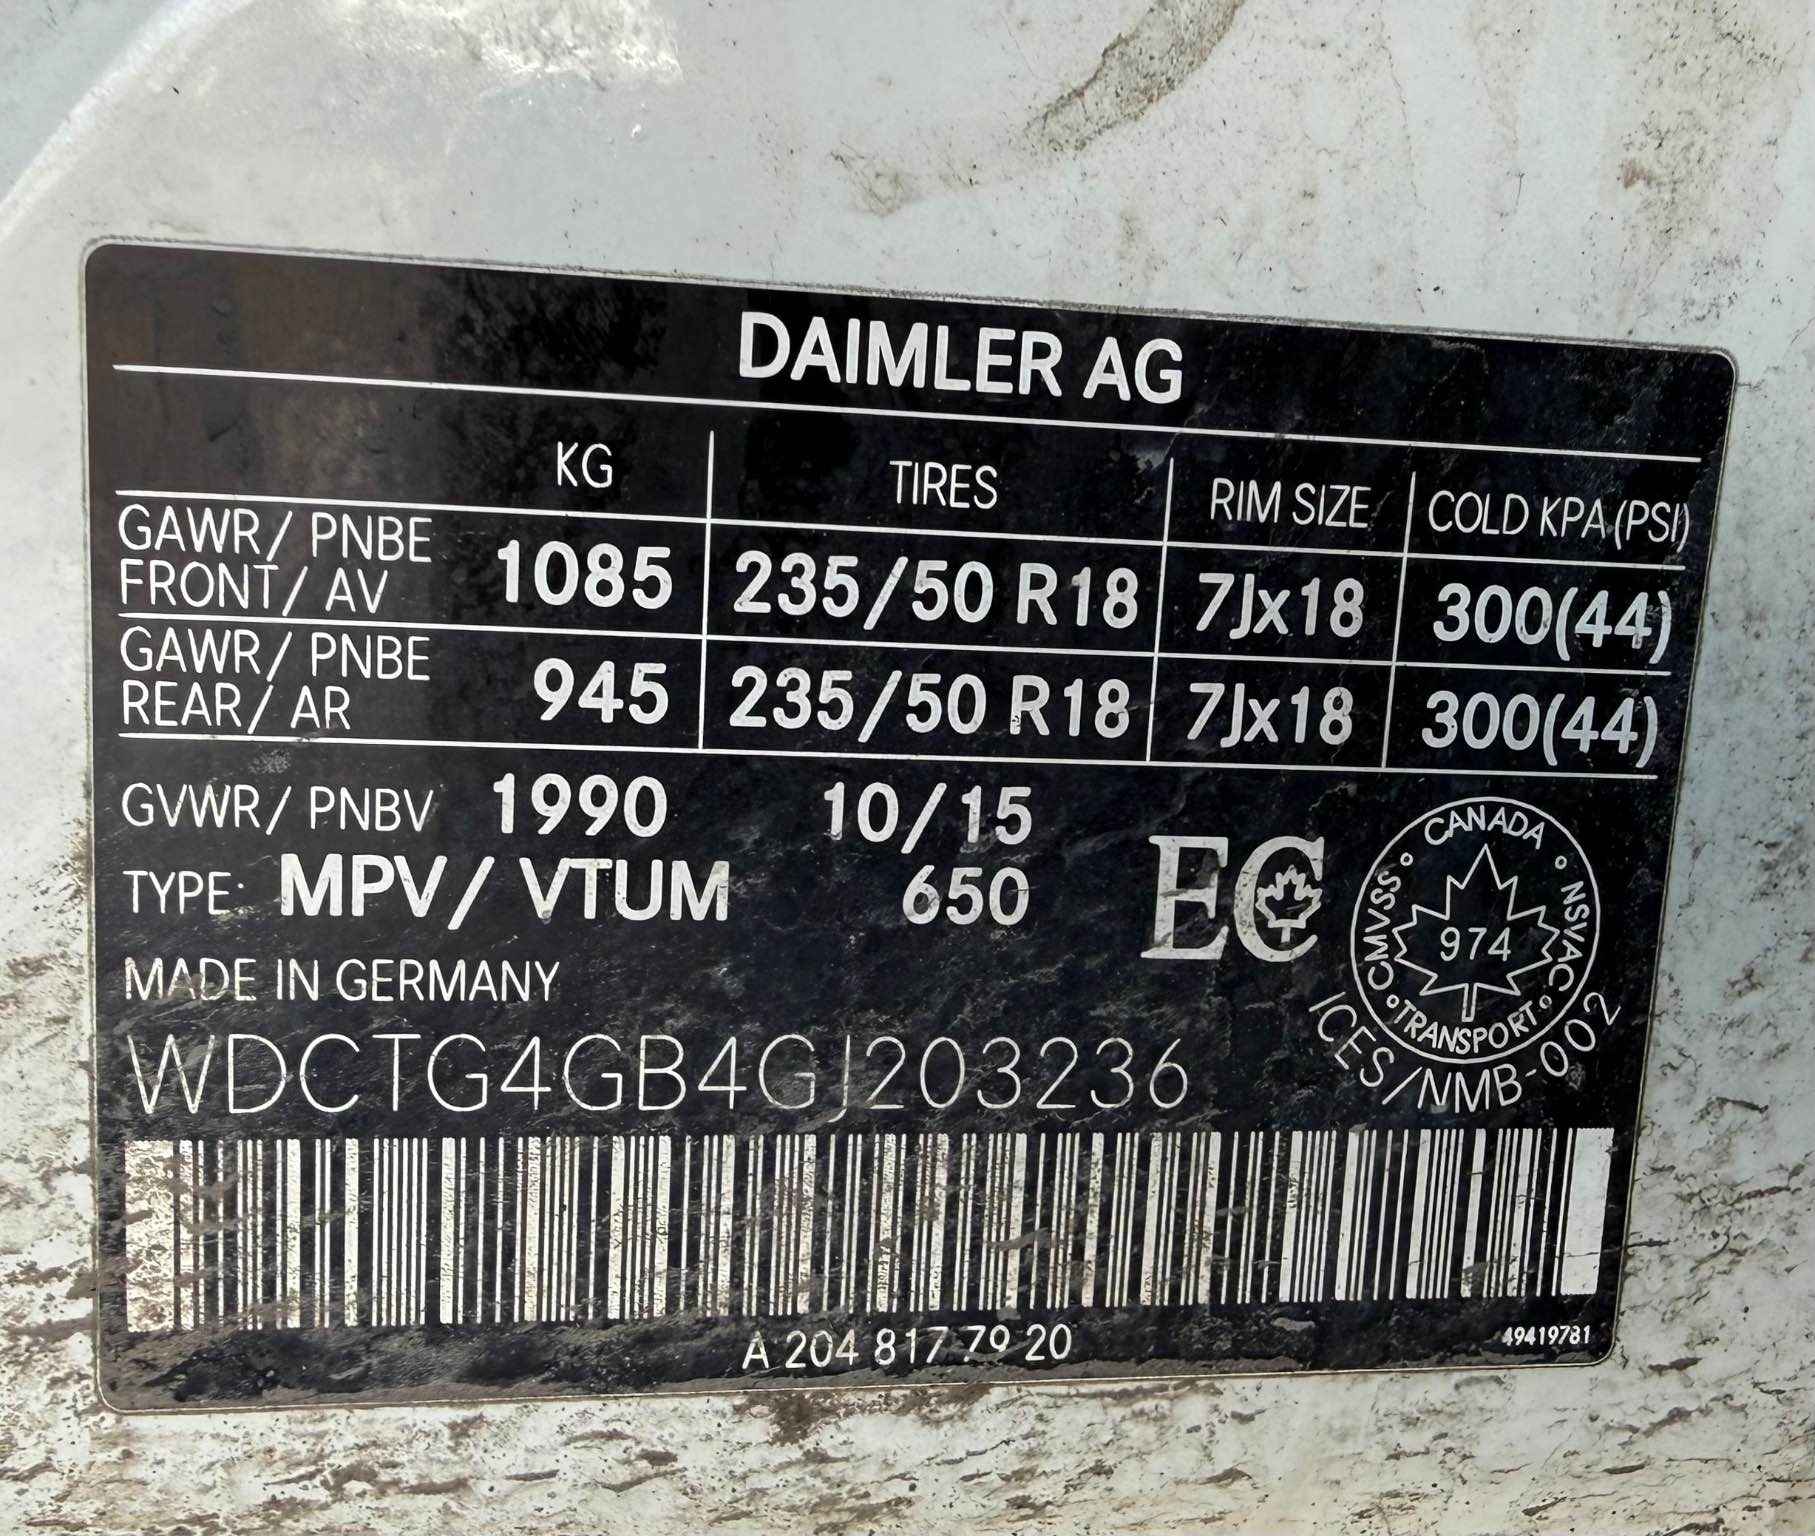 DAIMLER AG
KG TIRES RIM SIZE COLD KPA(PSI)
GAWR/ PNBE
FRONT/ AV 1085 235/50 R18 7Jx18 300(44)
GAWR/ PNBE
REAR/ AR 945 235/50 R18 7Jx18 300(44)
GVWR/ PNBV 1990 10/15
TYPE: MPV/ VTUM 650
EC
CANADA
CMVSS NSVAC
974
TRANSPORT
ICES/NMB-002
MADE IN GERMANY
WDCTG4GB4GJ203236
A 204 817 79 20
49419781